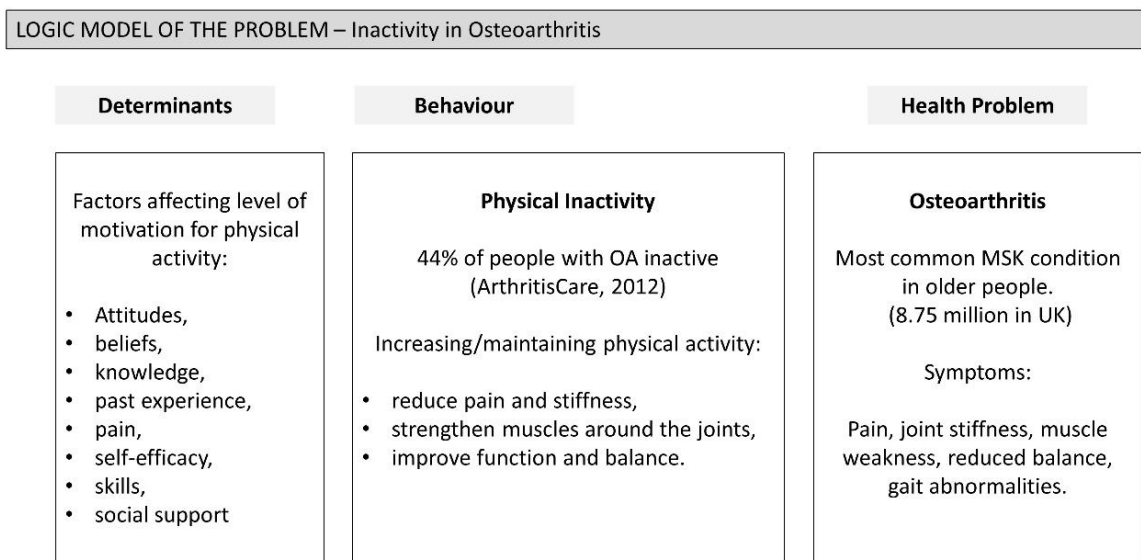 LOGIC MODEL OF THE PROBLEM – Inactivity in Osteoarthritis
Determinants
Factors affecting level of
motivation for physical
activity:
• Attitudes,
• beliefs,
• knowledge,
• past experience,
• pain,
• self-efficacy,
• skills,
• social support
Behaviour
Physical Inactivity
44% of people with OA inactive
(ArthritisCare, 2012)
Increasing/maintaining physical activity:
• reduce pain and stiffness,
• strengthen muscles around the joints,
• improve function and balance.
Health Problem
Osteoarthritis
Most common MSK condition
in older people.
(8.75 million in UK)
Symptoms:
Pain, joint stiffness, muscle
weakness, reduced balance,
gait abnormalities.